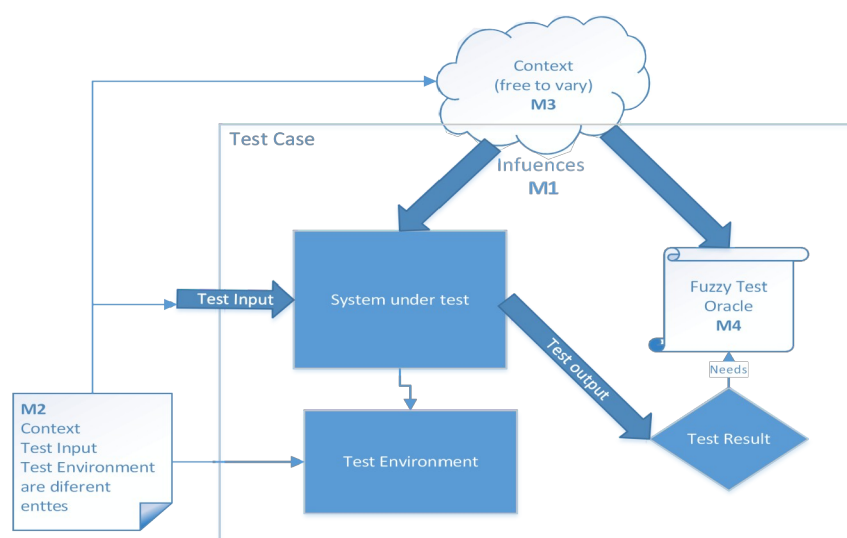 Context
(free to vary)
M3
Test Case
Infuences
M1
Test Input
System under test
Fuzzy Test
Oracle
M4
Test output
Needs
M2
Context
Test Input
Test Environment
are diferent
enttes
Test Environment
Test Result